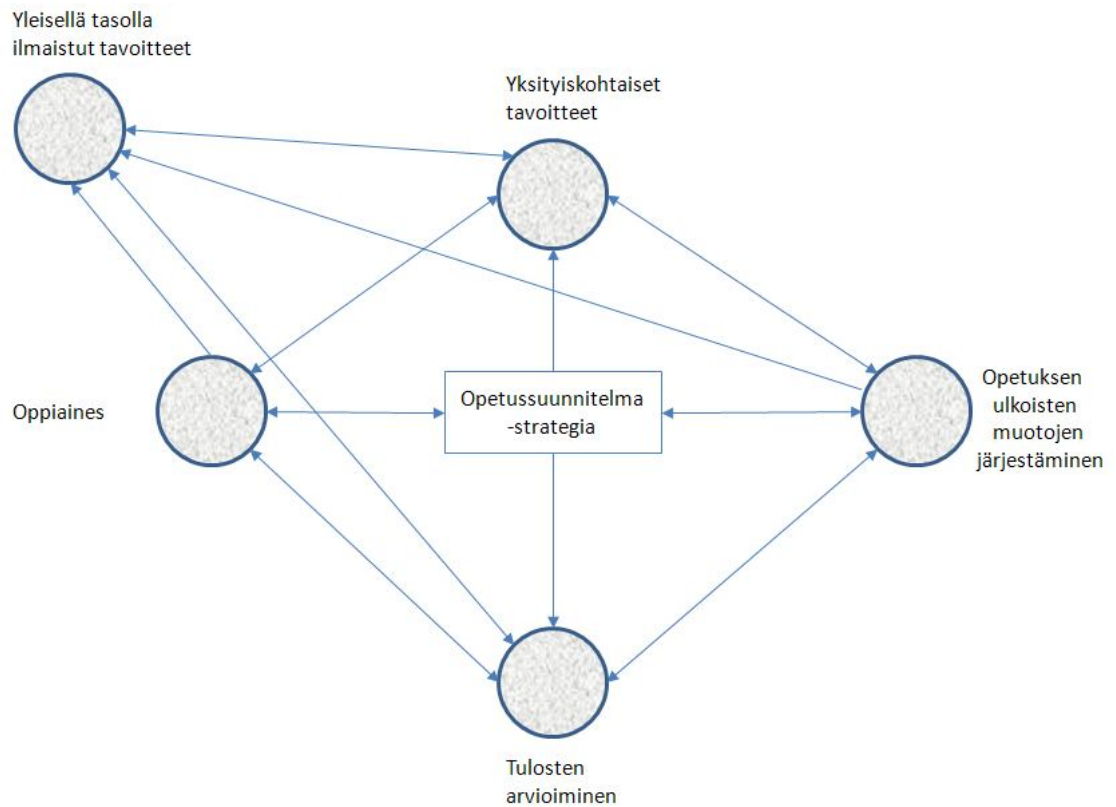 Yleisellä tasolla
ilmaistut tavoitteet
Yksityiskohtaiset
tavoitteet
Oppiaines
Opetussuunnitelma
-strategia
Opetuksen
ulkoisten
muotojen
järjestäminen
Tulosten
arvioiminen